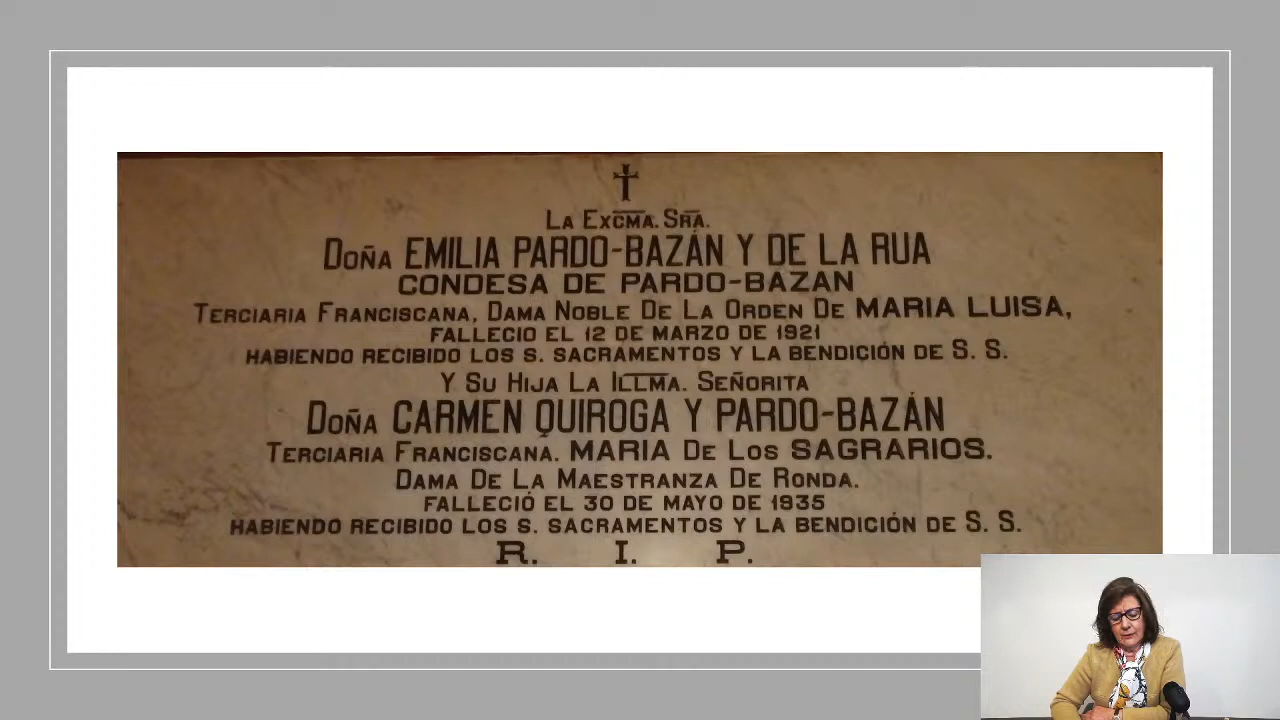 LA EXCMA. SRA.
DOÑA EMILIA PARDO-BAZÁN Y DE LA RUA
CONDESA DE PARDO-BAZAN
TERCIARIA FRANCISCANA, DAMA NOBLE DE LA ORDEN DE MARIA LUISA,
FALLECIO EL 12 DE MARZO DE 1921
HABIENDO RECIBIDO LOS S. SACRAMENTOS Y LA BENDICIÓN DE S. S.
Y SU HIJA LA ILLMA. SEÑORITA
DOÑA CARMEN QUIROGA Y PARDO-BAZÁN
TERCIARIA FRANCISCANA. MARIA DE LOS SAGRARIOS.
DAMA DE LA MAESTRANZA DE RONDA.
FALLECIÓ EL 30 DE MAYO DE 1935
HABIENDO RECIBIDO LOS S. SACRAMENTOS Y LA BENDICIÓN DE S. S.
R. I. P.